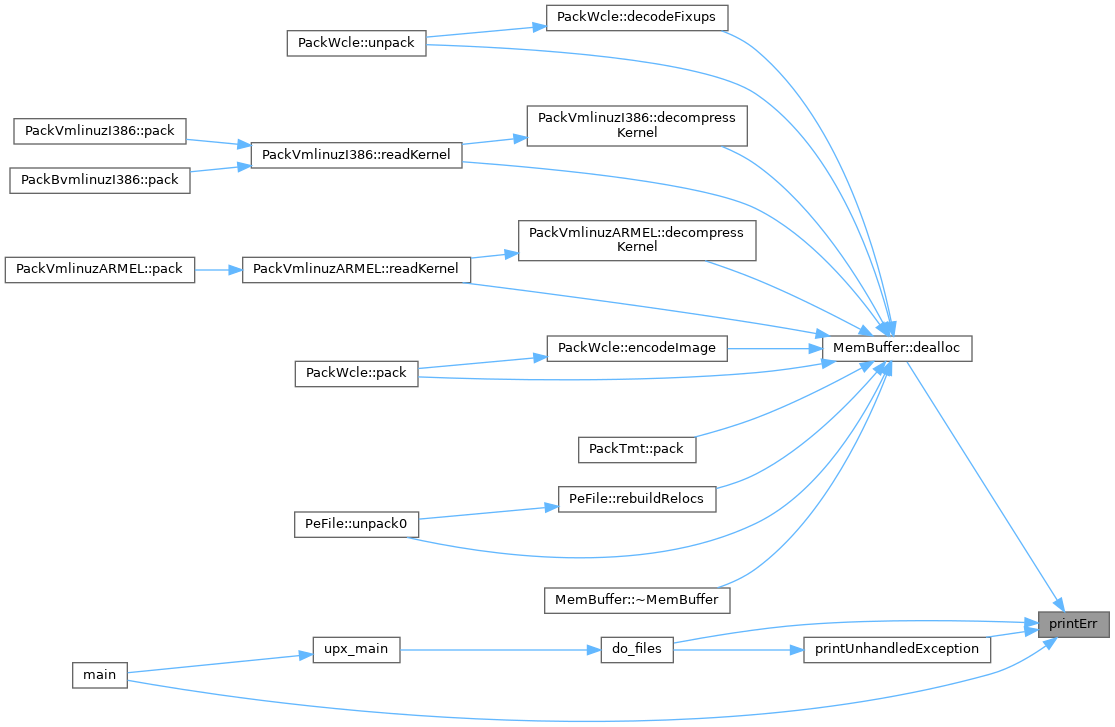 PackWcle::decodeFixups
PackWcle::unpack
PackVmlinuzI386::decompress
Kernel
PackVmlinuzI386::pack
PackVmlinuzI386::readKernel
PackBvmlinuzI386::pack
PackVmlinuzARMEL::decompress
Kernel
PackVmlinuzARMEL::pack
PackVmlinuzARMEL::readKernel
PackWcle::encodeImage
MemBuffer::dealloc
PackWcle::pack
PackTmt::pack
PeFile::rebuildRelocs
PeFile::unpack0
MemBuffer::~MemBuffer
printErr
upx_main
do_files
printUnhandledException
main